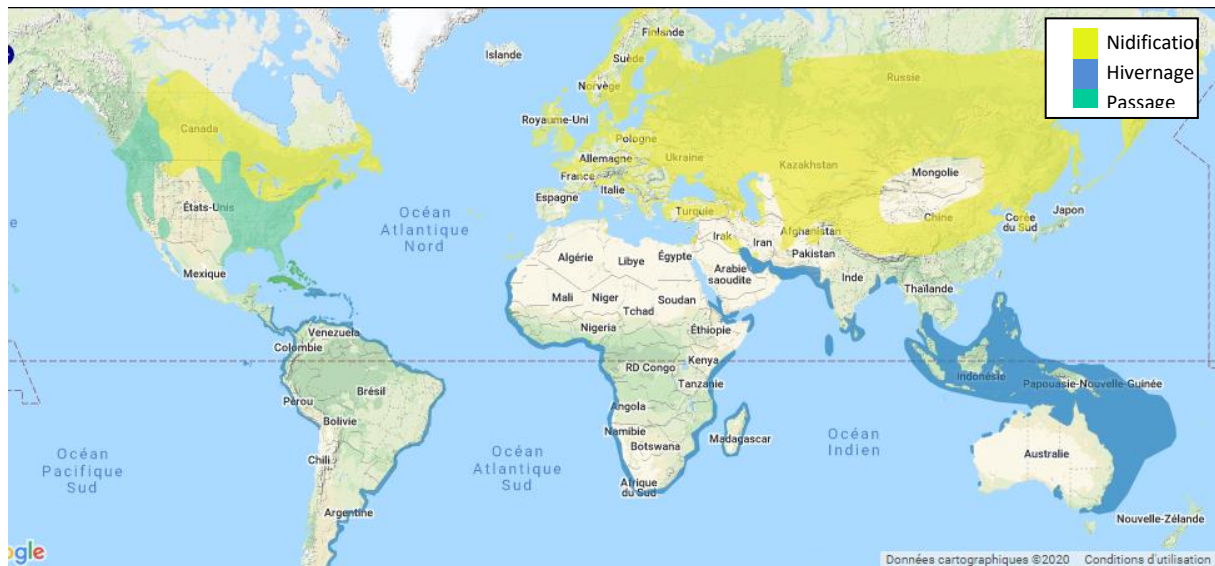 Nidification
Hivernage
Passage
Finlande
Islande
Suède
Russie
Norvège
Canada
Royaume-Uni
Pologne
Allemagne
Ukraine
Kazakhstan
France
Mongolie
Italie
Espagne
États-Unis
Océan
Atlantique
Nord
Turquie
Chine
Corée
du Sud
Japon
e
Irak
Iran
Afghanistan
Algérie
Libye
Égypte
Pakistan
Mexique
Arabie
saoudite
Inde
Mali
Niger
Soudan
Thaïlande
Tchad
Venezuela
Nigeria
Éthiopie
Colombie
RD Congo
Kenya
Indonésie
Papouasie-Nouvelle-Guinée
Brésil
Tanzanie
Pérou
Angola
Bolivie
Namibie
Madagascar
Océan
Indien
Botswana
Australie
Océan
Pacifique
Sud
Chili
Océan
Atlantique
Sud
Afrique
du Sud
Argentine
Nouvelle-Zélande
ogle
Données cartographiques ©2020 Conditions d'utilisation